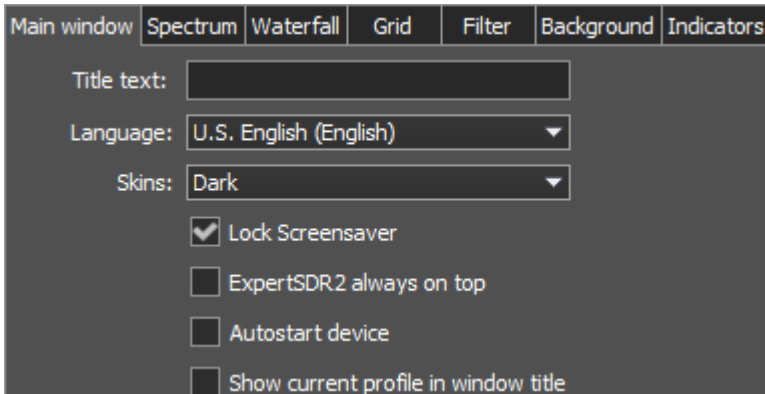 Main window Spectrum Waterfall Grid Filter Background Indicators
Title text:
Language: U.S. English (English)
Skins: Dark
Lock Screensaver
ExpertSDR2 always on top
Autostart device
Show current profile in window title